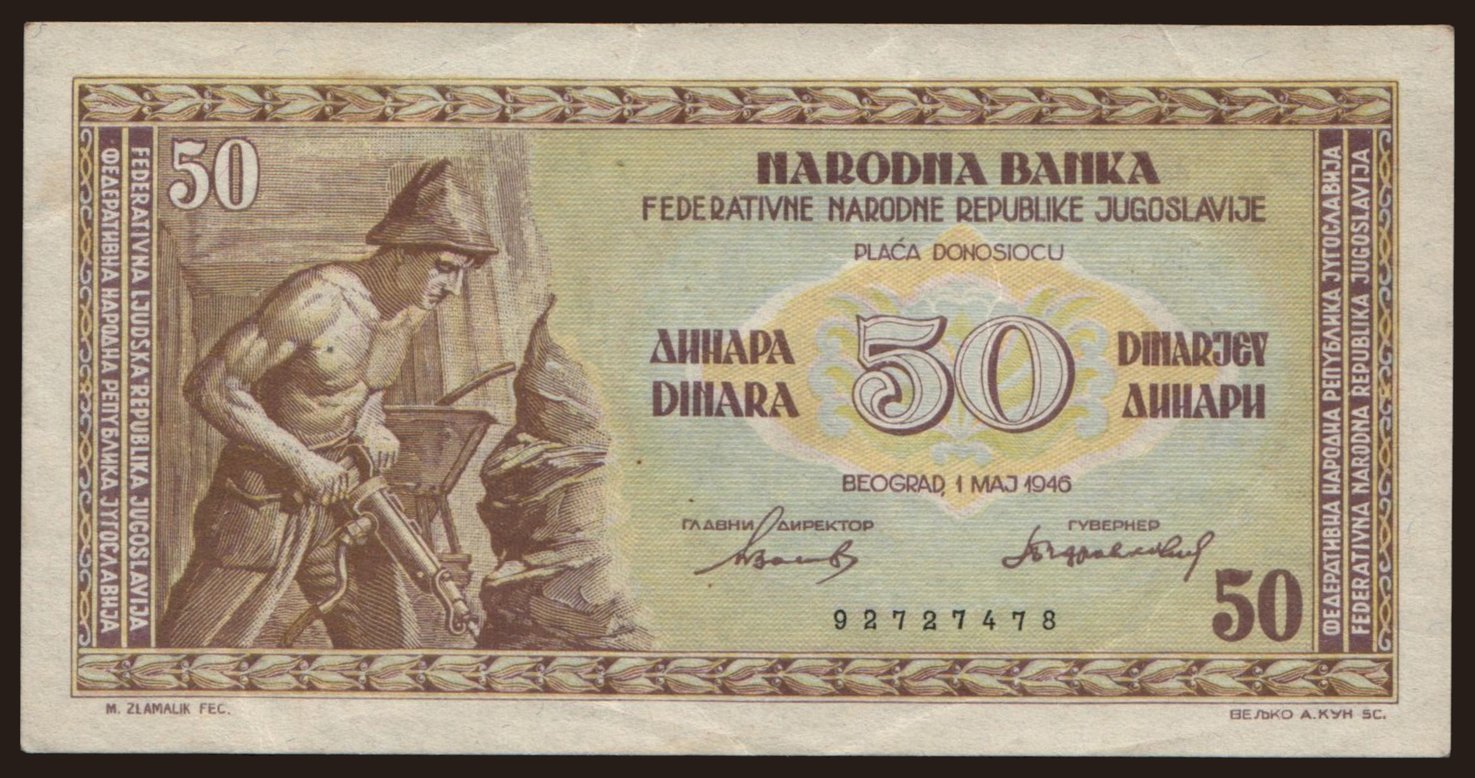 50
FEDERATIVNA LJUDSKA REPUBLIKA JUGOSLAVIJA
ФЕДЕРАТИВНА НАРОДНА РЕПУБЛИКА ЈУГОСЛАВИЈА
NARODNA BANKA
FEDERATIVNE NARODNE REPUBLIKE JUGOSLAVIJE
PLAĆA DONOSIOCU
ДИНАРА 50 DINARJEV
DINARA ДИНАРИ
BEOGRAD, 1 MAJ 1946
ГЛАВНИ ДИРЕКТОР ГУВЕРНЕР
92727478
50
ФЕДЕРАТИВНА НАРОДНА РЕПУБЛИКА ЈУГОСЛАВИЈА
FEDERATIVNA NARODNA REPUBLIKA JUGOSLAVIJA
M. ZLAMALIK FEC.
ВЕЉКО А. КУН SC.